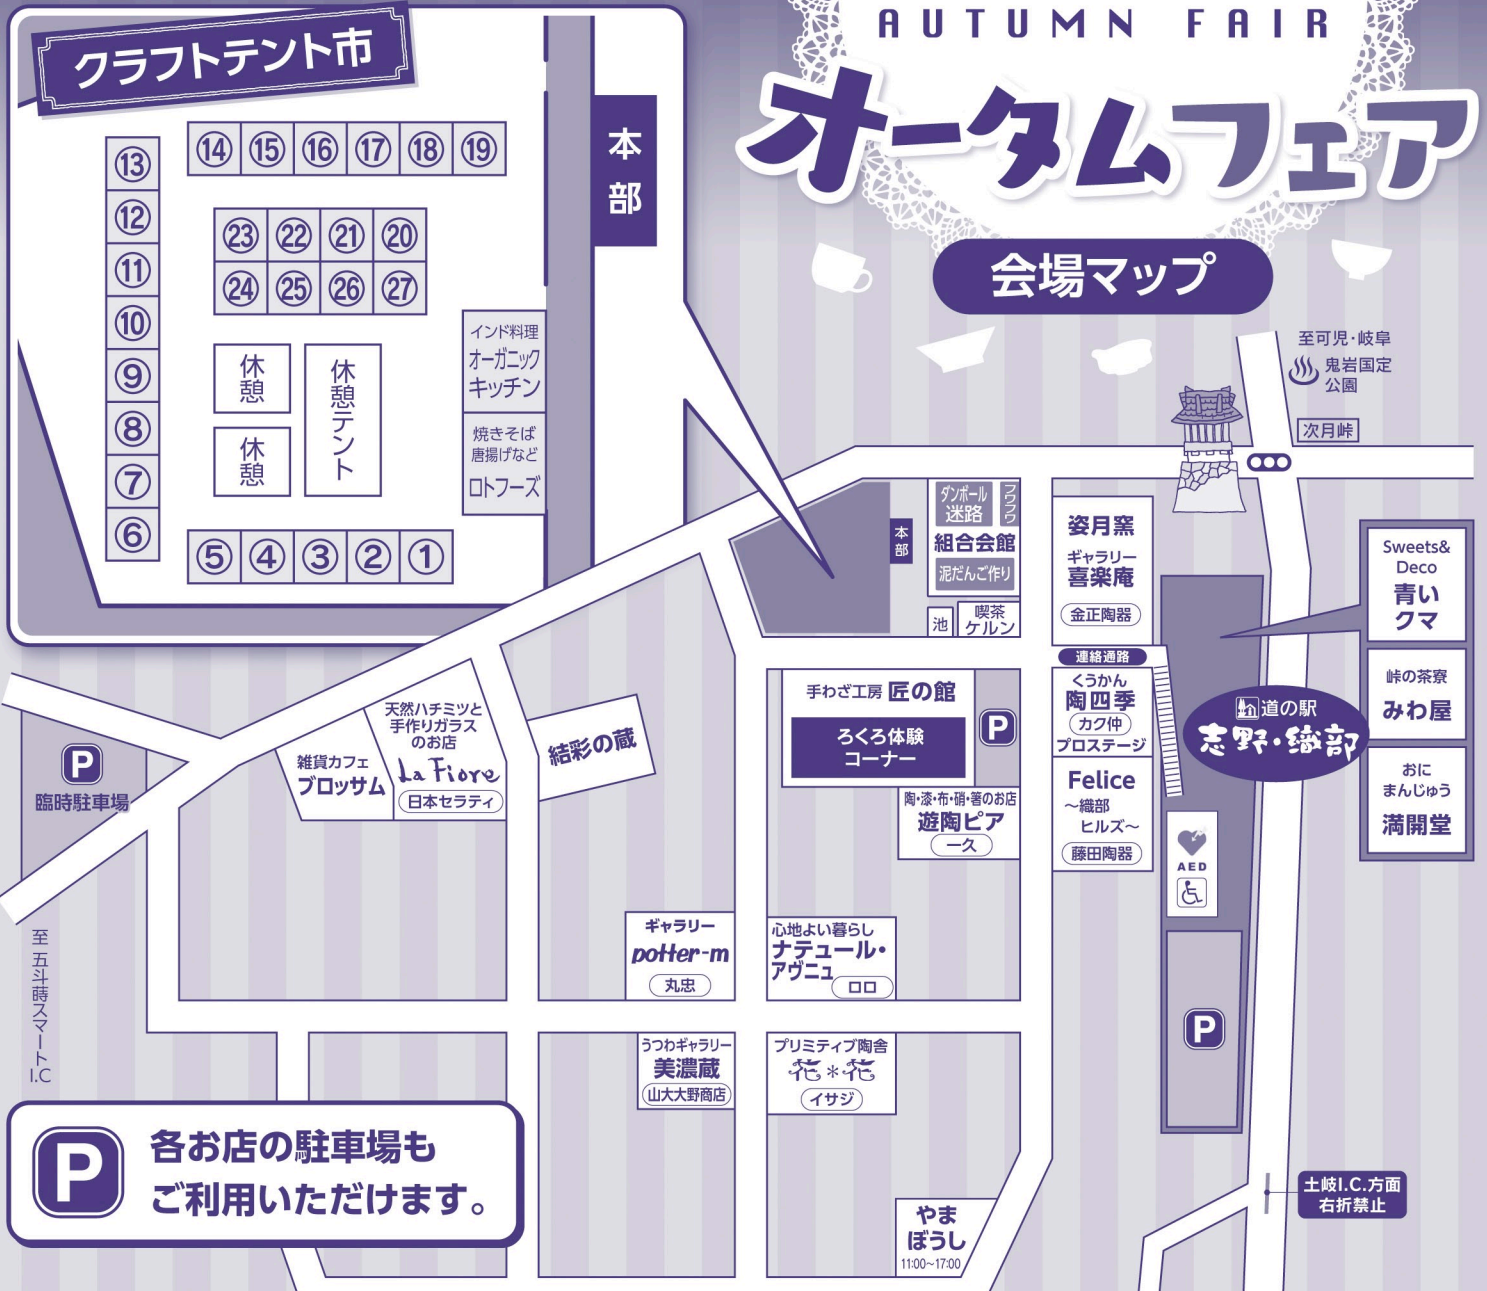 クラフトテント市
本部
⑭ ⑮ ⑯ ⑰ ⑱ ⑲
⑬
⑫
⑪
⑩
⑨
⑧
⑦
⑥
㉓ ㉒ ㉑ ⑳
㉔ ㉕ ㉖ ㉗
休憩
休憩
休憩テント
インド料理
オーガニック
キッチン
焼きそば
唐揚げなど
ロトフーズ
⑤ ④ ③ ② ①
AUTUMN FAIR
オータムフェア
会場マップ
至可児・岐阜
鬼岩国定
公園
次月峠
本部
ダンボール
迷路
フワフワ
組合会館
泥だんご作り
池
喫茶
ケルン
姿月窯
ギャラリー
喜楽庵
金正陶器
連絡通路
くうかん
陶四季
カク仲
プロステージ
Felice
〜織部
ヒルズ〜
藤田陶器
Sweets&
Deco
青い
クマ
峠の茶寮
みわ屋
おに
まんじゅう
満開堂
道の駅
志野・織部
AED
P
手わざ工房 匠の館
ろくろ体験
コーナー
P
陶・漆・布・硝・箸のお店
遊陶ピア
一久
結彩の蔵
天然ハチミツと
手作りガラス
のお店
La Fiore
日本セラティ
雑貨カフェ
ブロッサム
P
臨時駐車場
至 五斗蒔スマートI.C
ギャラリー
potter-m
丸忠
心地よい暮らし
ナテュール・
アヴニュ
ロロ
うつわギャラリー
美濃蔵
山大大野商店
プリミティブ陶舎
花＊花
イサジ
やま
ぼうし
11:00〜17:00
土岐I.C.方面
右折禁止
P
各お店の駐車場も
ご利用いただけます。